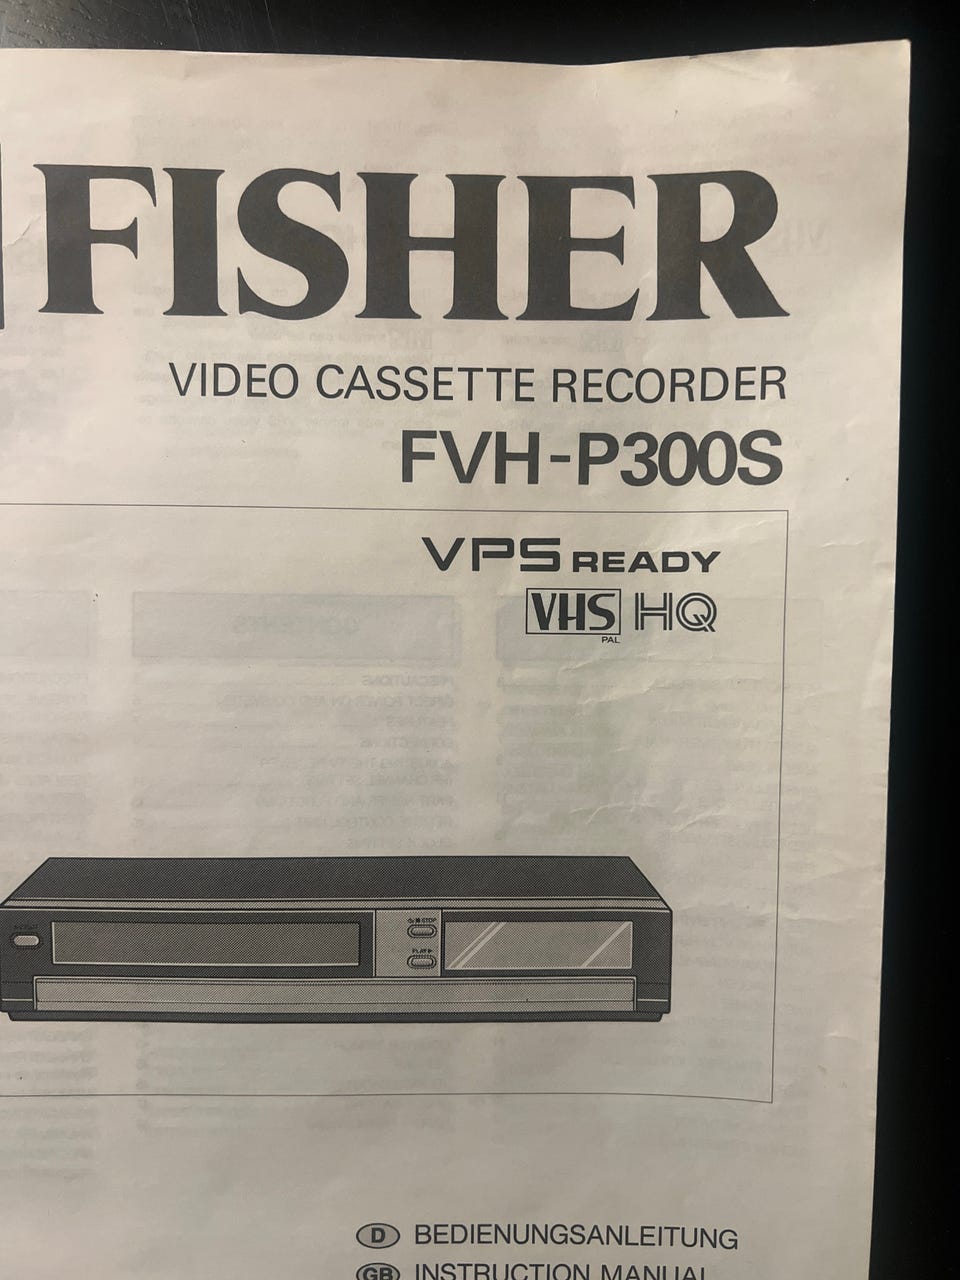 FISHER
VIDEO CASSETTE RECORDER
FVH-P300S
VPS READY
VHS HQ
PAL
STOP
PLAY
D BEDIENUNGSANLEITUNG
GB INSTRUCTION MANUAL